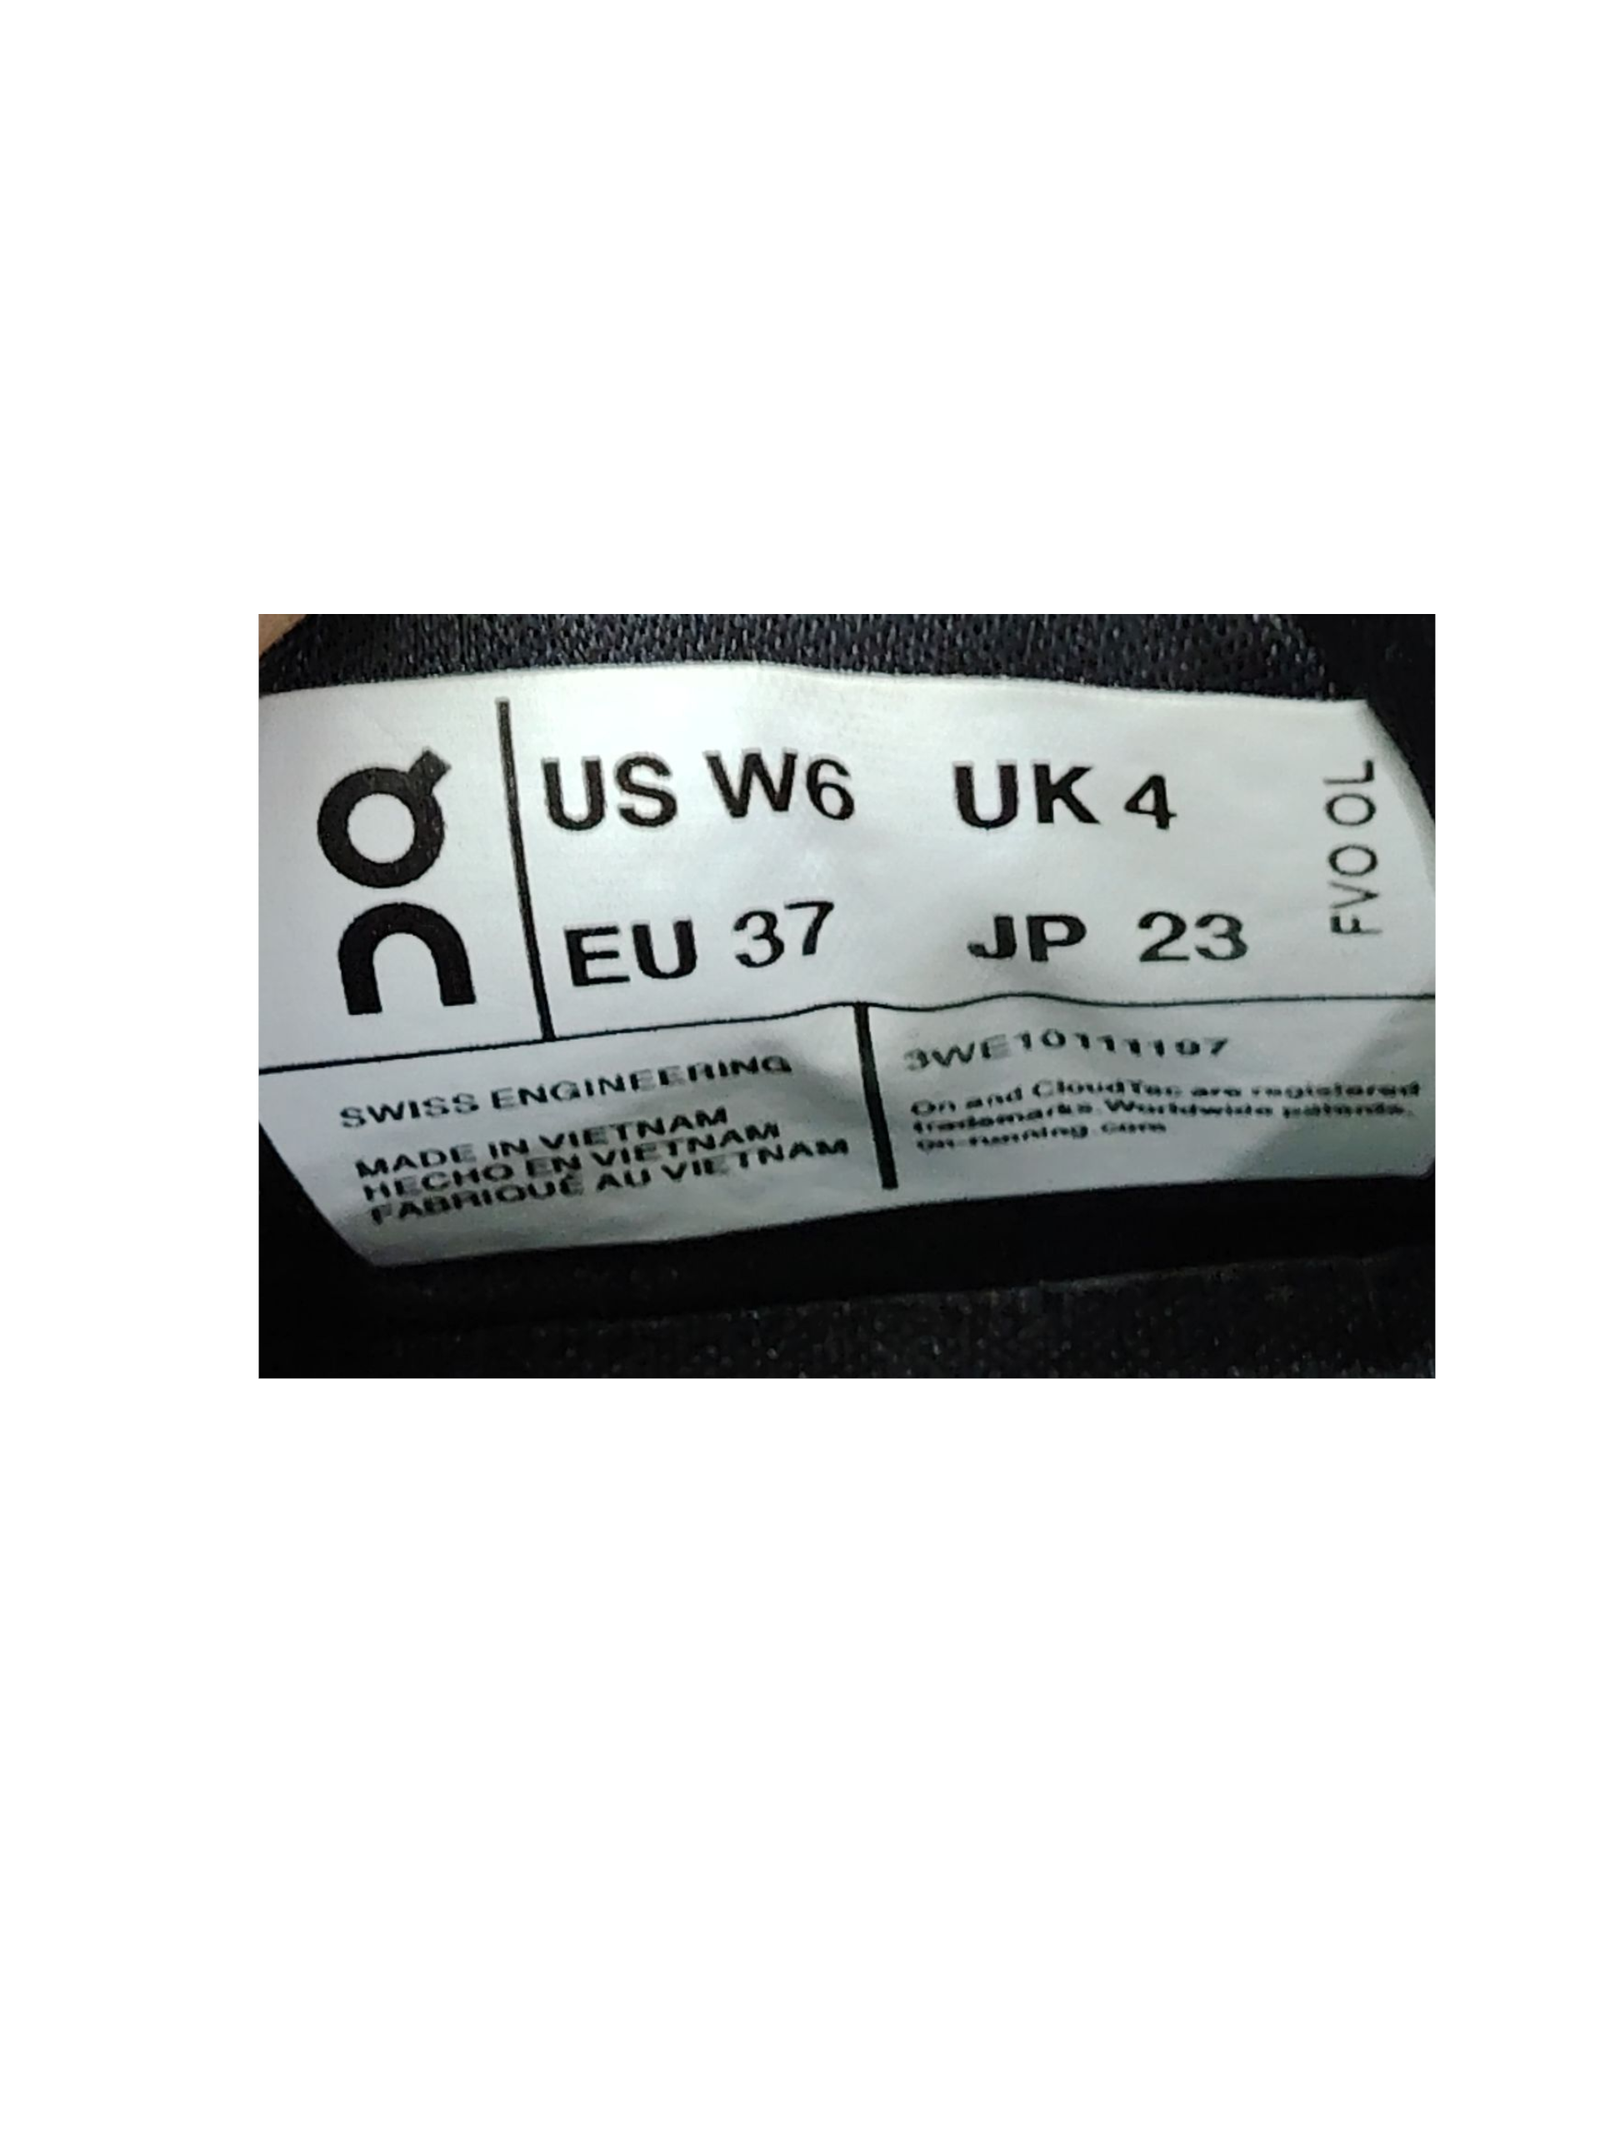 On
US W6 UK 4
EU 37 JP 23
FVO OL
SWISS ENGINEERING
MADE IN VIETNAM
HECHO EN VIETNAM
FABRIQUÉ AU VIETNAM
3WE10111197
On and CloudTec are registered
trademarks. Worldwide patents.
on-running.com